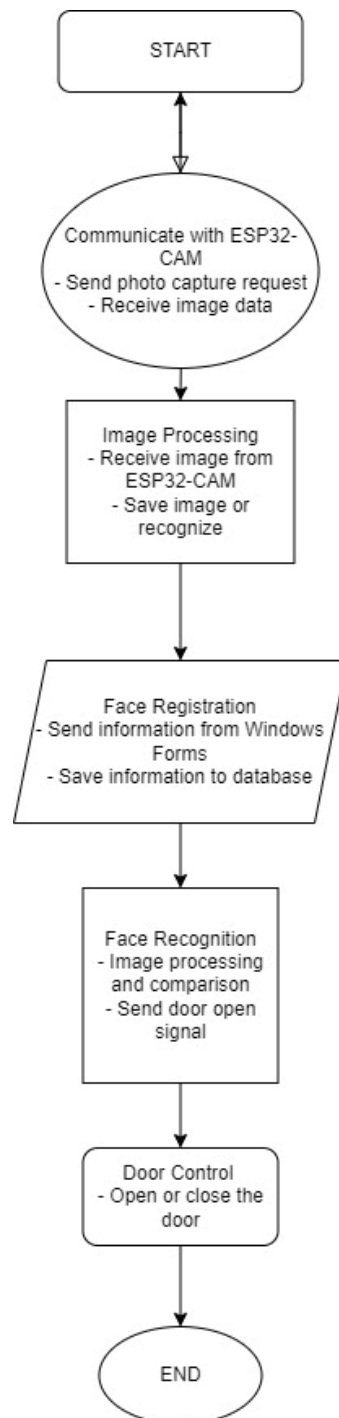 START
Communicate with ESP32-
CAM
- Send photo capture request
- Receive image data
Image Processing
- Receive image from
ESP32-CAM
- Save image or
recognize
Face Registration
- Send information from Windows
Forms
- Save information to database
Face Recognition
- Image processing
and comparison
- Send door open
signal
Door Control
- Open or close the
door
END